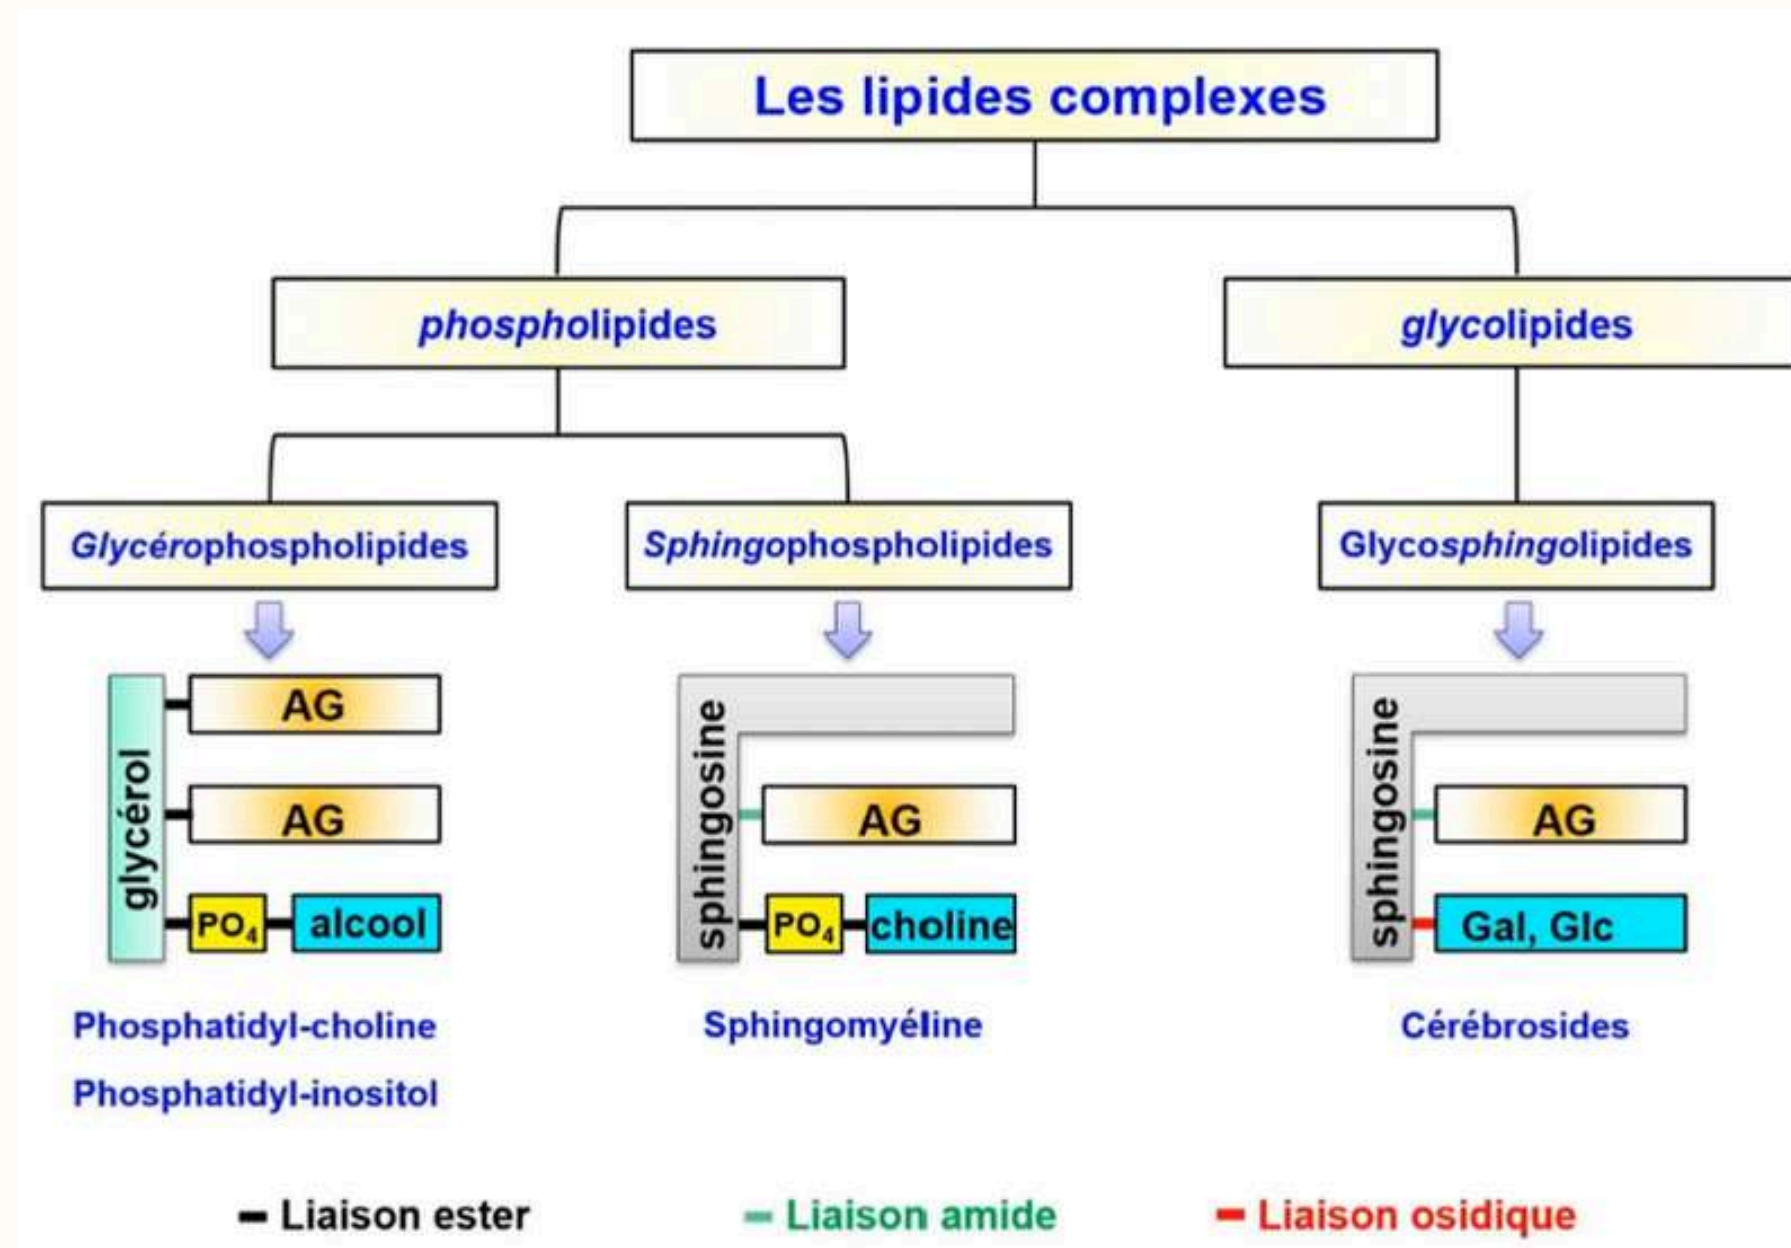 Les lipides complexes
phospholipides
glycolipides
Glycérophospholipides
Sphingophospholipides
Glycosphingolipides
glycérol
AG
AG
PO4
alcool
sphingosine
AG
PO4
choline
sphingosine
AG
Gal, Glc
Phosphatidyl-choline
Phosphatidyl-inositol
Sphingomyéline
Cérébrosides
Liaison ester
Liaison amide
Liaison osidique